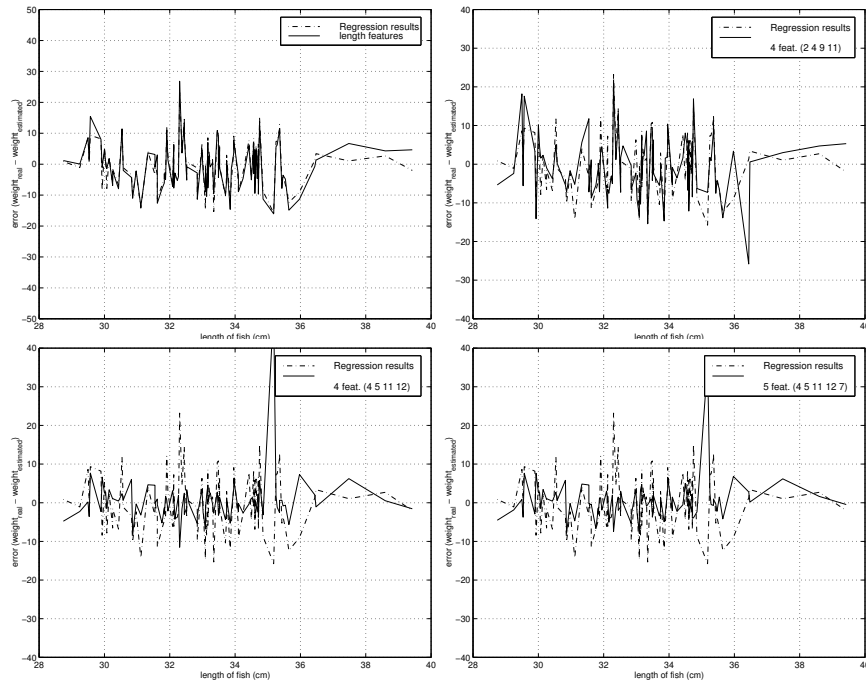 50
40
30
20
10
0
−10
−20
−30
−40
−50
28 30 32 34 36 38 40
error (weight_real − weight_estimated)
length of fish (cm)
Regression results
length features
40
30
20
10
0
−10
−20
−30
−40
28 30 32 34 36 38 40
error (weight_real − weight_estimated)
length of fish (cm)
Regression results
4 feat. (2 4 9 11)
40
30
20
10
0
−10
−20
−30
−40
28 30 32 34 36 38 40
error (weight_real − weight_estimated)
length of fish (cm)
Regression results
4 feat. (4 5 11 12)
40
30
20
10
0
−10
−20
−30
−40
28 30 32 34 36 38 40
error (weight_real − weight_estimated)
length of fish (cm)
Regression results
5 feat. (4 5 11 12 7)